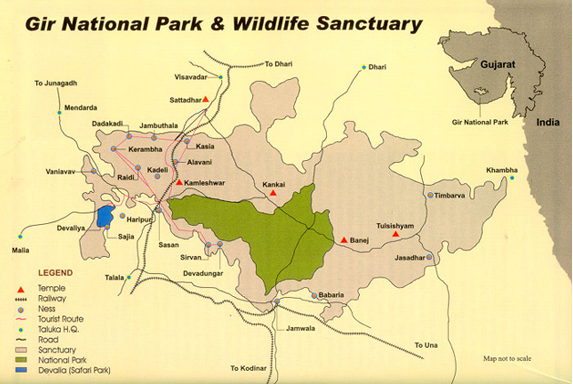 Gir National Park & Wildlife Sanctuary
To Dhari
Visavadar
Dhari
Gujarat
To Junagadh
Sattadhar
Mendarda
Gir National Park
India
Dadakadi
Jambuthala
Kerambha
Kasia
Alavani
Vaniavav
Raidi
Kadeli
Kamleshwar
Kankai
Khambha
Timbarva
Haripur
Devaliya
Sajia
Sasan
Tulsishyam
Banej
Malia
Sirvan
Jasadhar
LEGEND
Talala
Devadungar
Temple
Railway
Babaria
Ness
Tourist Route
Taluka H.Q.
Jamwala
Road
Sanctuary
To Una
National Park
Map not to scale
Devalia (Safari Park)
To Kodinar